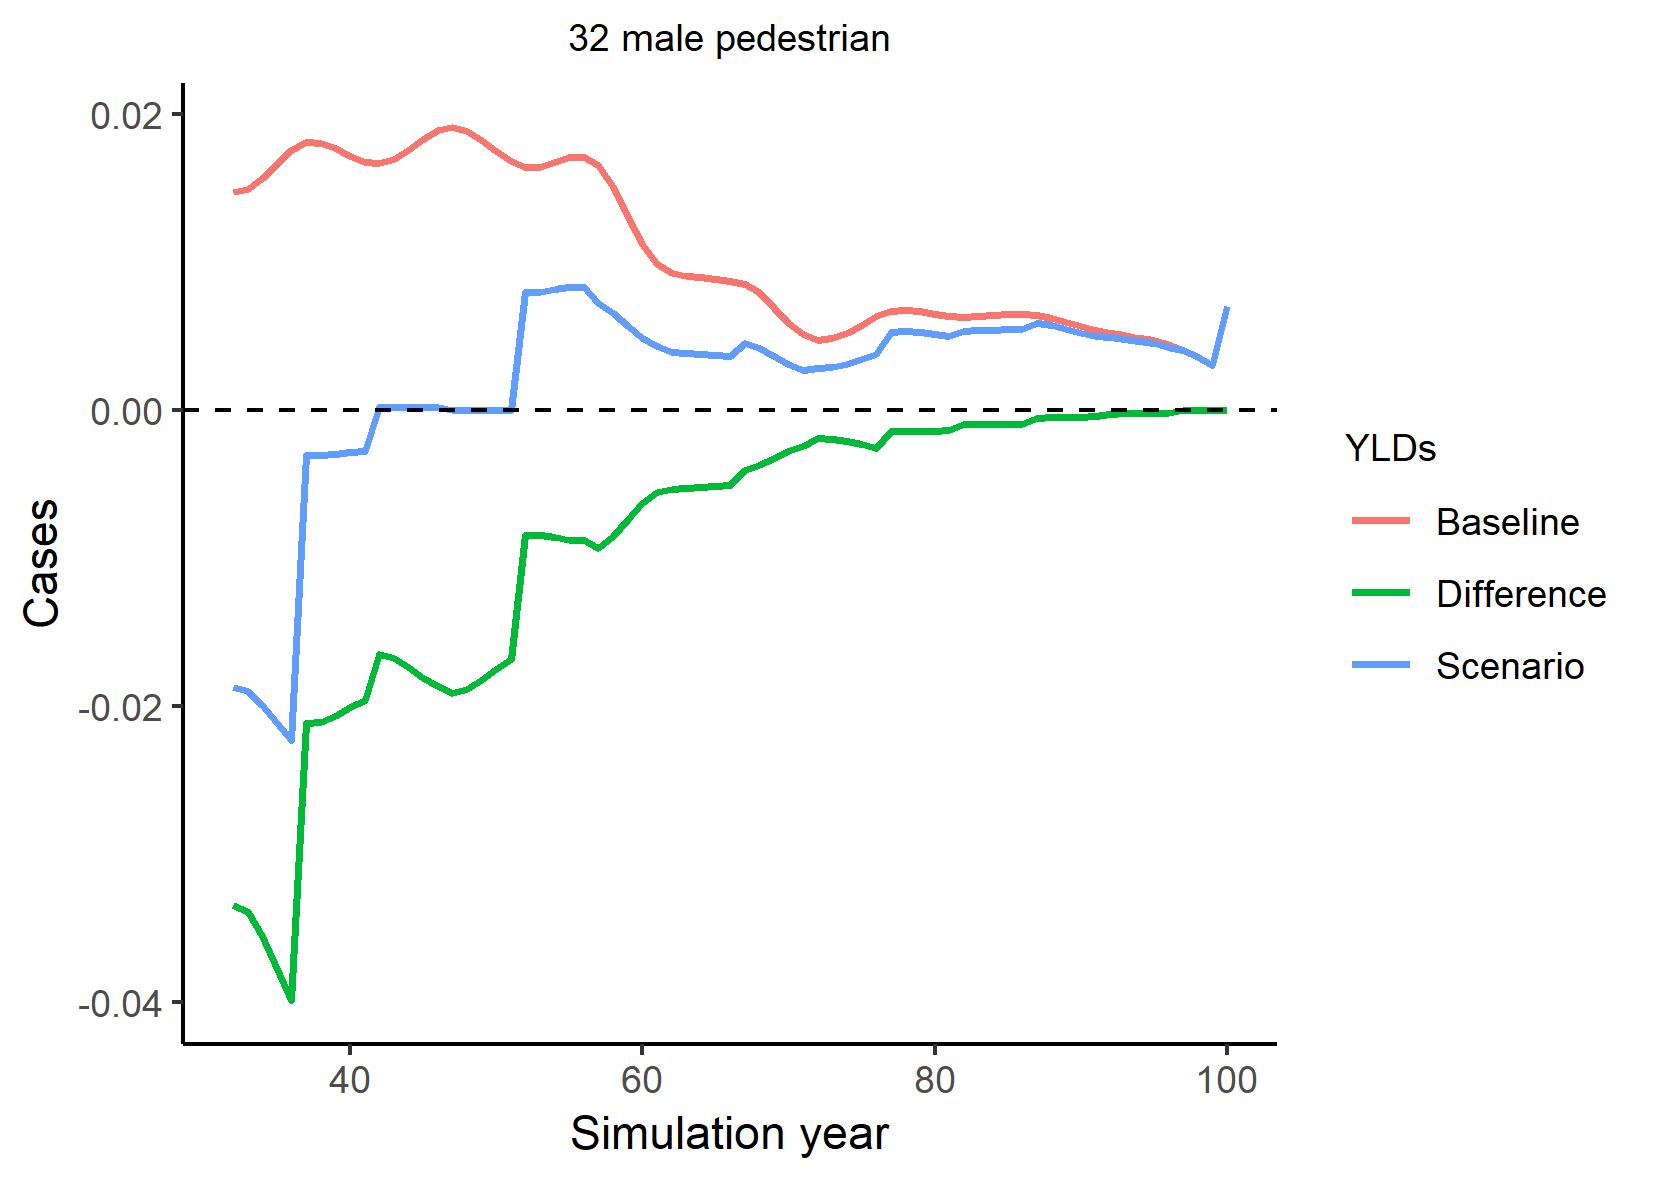 32 male pedestrian
0.02
0.00
-0.02
-0.04
Cases
40 60 80 100
Simulation year
YLDs
Baseline
Difference
Scenario